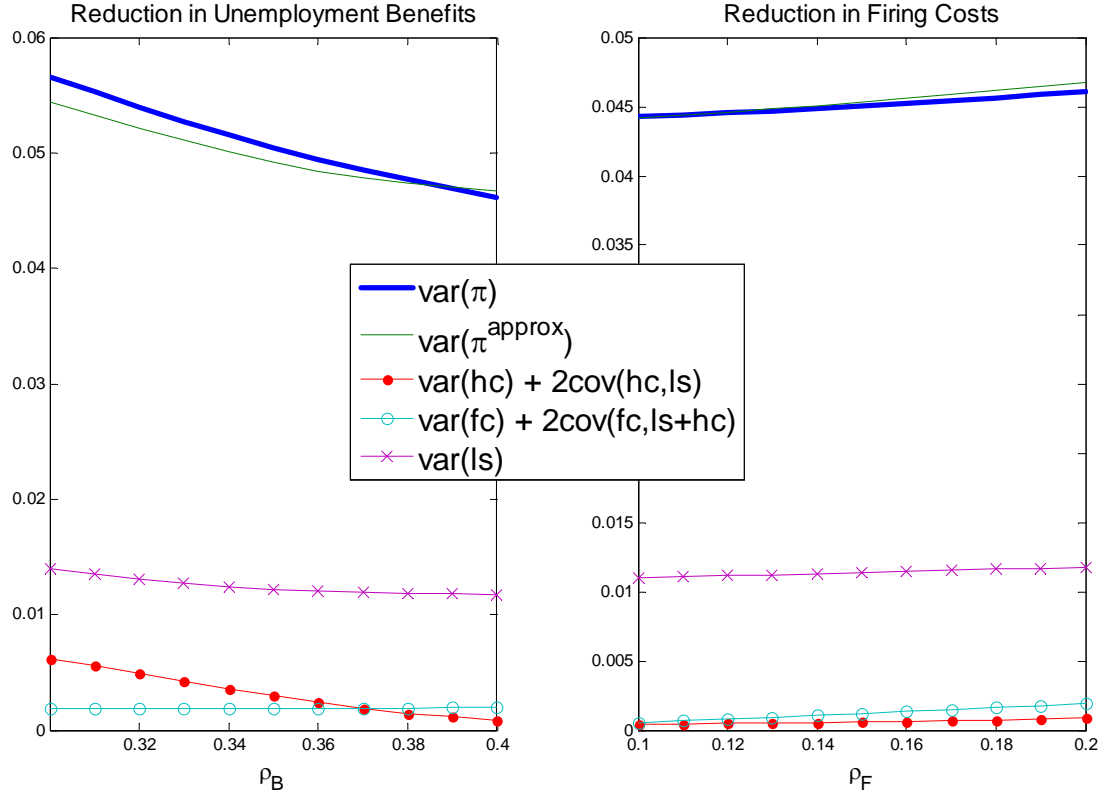 Reduction in Unemployment Benefits
Reduction in Firing Costs
0.06
0.05
0.04
0.03
0.02
0.01
0
0.32
0.34
0.36
0.38
0.4
ρ_B
0.05
0.045
0.04
0.035
0.015
0.01
0.005
0
0.1
0.12
0.14
0.16
0.18
0.2
ρ_F
var(π)
var(π^approx)
var(hc) + 2cov(hc,ls)
var(fc) + 2cov(fc,ls+hc)
var(ls)